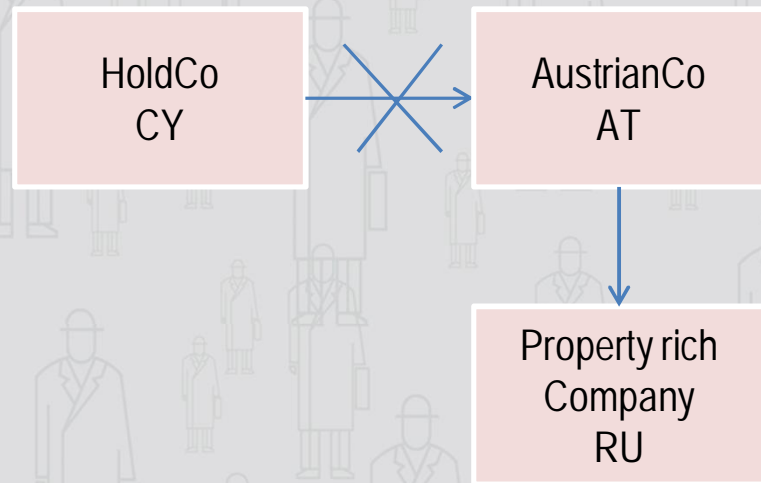 HoldCo
CY
AustrianCo
AT
Property rich
Company
RU